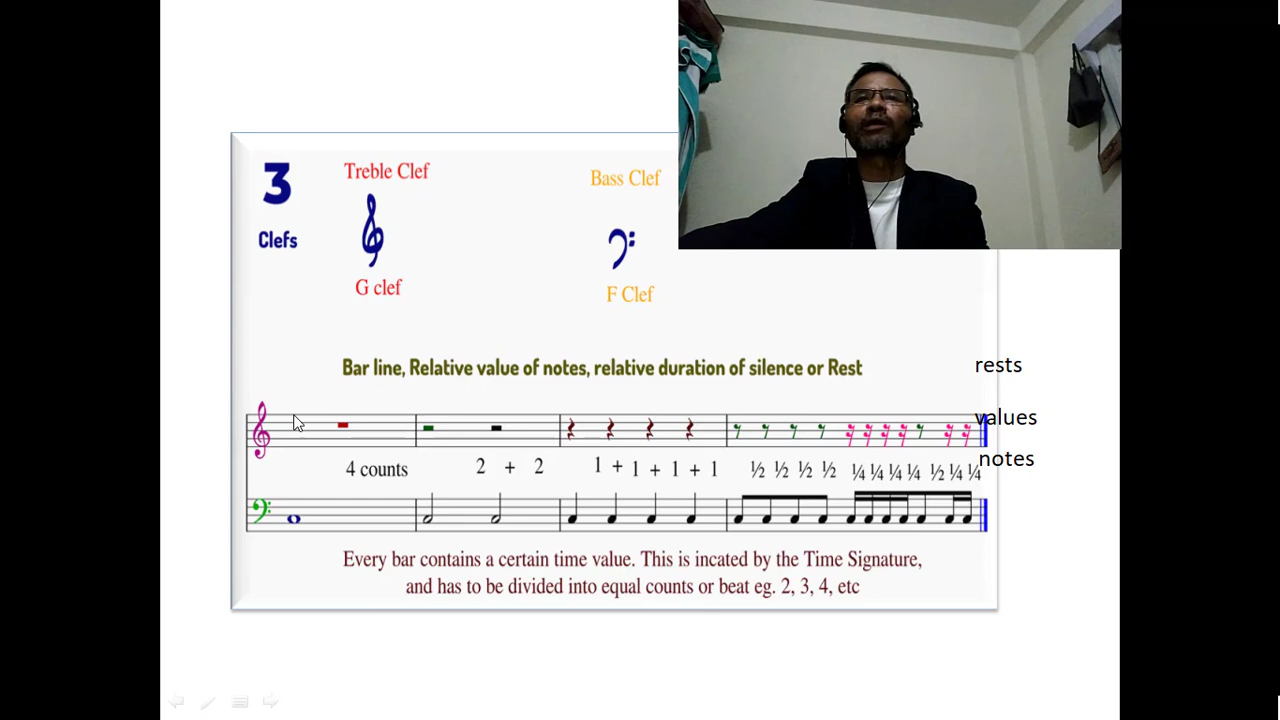 3
Clefs
Treble Clef
G clef
Bass Clef
F Clef
Bar line, Relative value of notes, relative duration of silence or Rest
rests
values
4 counts 2 + 2 1 + 1 + 1 + 1 ½ ½ ½ ½ ¼ ¼ ¼ ¼ ½ ¼ ¼
notes
Every bar contains a certain time value. This is incated by the Time Signature,
and has to be divided into equal counts or beat eg. 2, 3, 4, etc